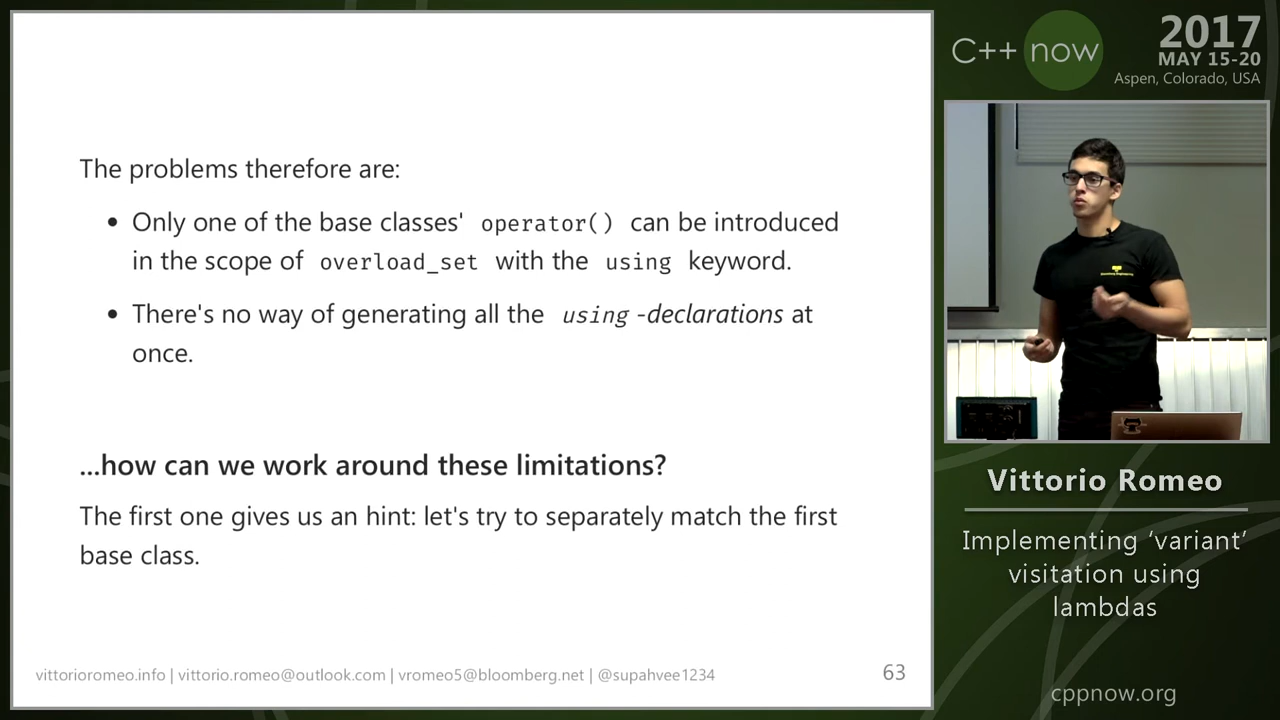 The problems therefore are:
• Only one of the base classes' operator() can be introduced
in the scope of overload_set with the using keyword.
• There's no way of generating all the using -declarations at
once.
...how can we work around these limitations?
The first one gives us an hint: let's try to separately match the first
base class.
vittorioromeo.info | vittorio.romeo@outlook.com | vromeo5@bloomberg.net | @supahvee1234
63
C++ now
2017
MAY 15-20
Aspen, Colorado, USA
Vittorio Romeo
Implementing ‘variant’
visitation using
lambdas
cppnow.org